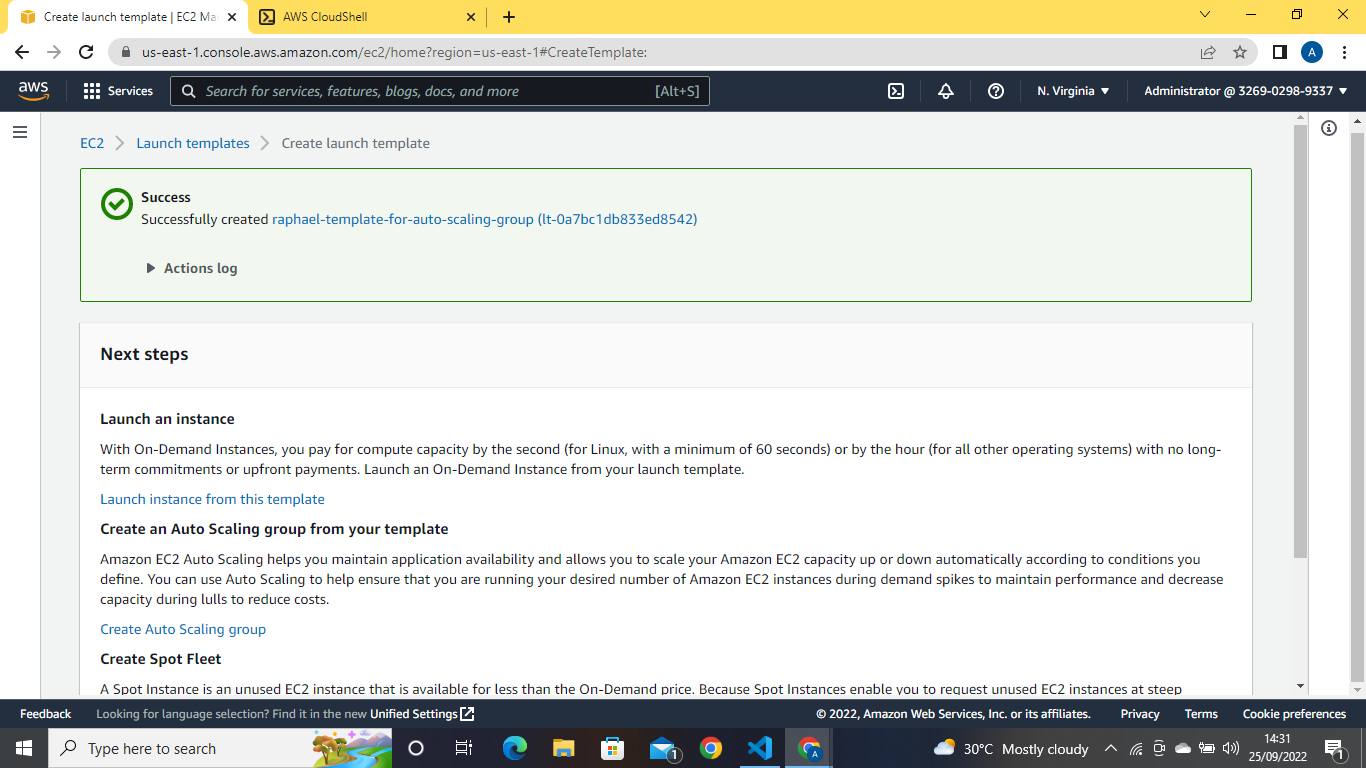 Create launch template | EC2 Ma
AWS CloudShell
us-east-1.console.aws.amazon.com/ec2/home?region=us-east-1#CreateTemplate:
A
aws
Services
Search for services, features, blogs, docs, and more
[Alt+S]
N. Virginia
Administrator @ 3269-0298-9337
EC2
Launch templates
Create launch template
Success
Successfully created raphael-template-for-auto-scaling-group (lt-0a7bc1db833ed8542)
Actions log
Next steps
Launch an instance
With On-Demand Instances, you pay for compute capacity by the second (for Linux, with a minimum of 60 seconds) or by the hour (for all other operating systems) with no long-
term commitments or upfront payments. Launch an On-Demand Instance from your launch template.
Launch instance from this template
Create an Auto Scaling group from your template
Amazon EC2 Auto Scaling helps you maintain application availability and allows you to scale your Amazon EC2 capacity up or down automatically according to conditions you
define. You can use Auto Scaling to help ensure that you are running your desired number of Amazon EC2 instances during demand spikes to maintain performance and decrease
capacity during lulls to reduce costs.
Create Auto Scaling group
Create Spot Fleet
A Spot Instance is an unused EC2 instance that is available for less than the On-Demand price. Because Spot Instances enable you to request unused EC2 instances at steep
Feedback
Looking for language selection? Find it in the new Unified Settings
© 2022, Amazon Web Services, Inc. or its affiliates.
Privacy
Terms
Cookie preferences
Type here to search
1
A
30°C Mostly cloudy
14:31
25/09/2022
1